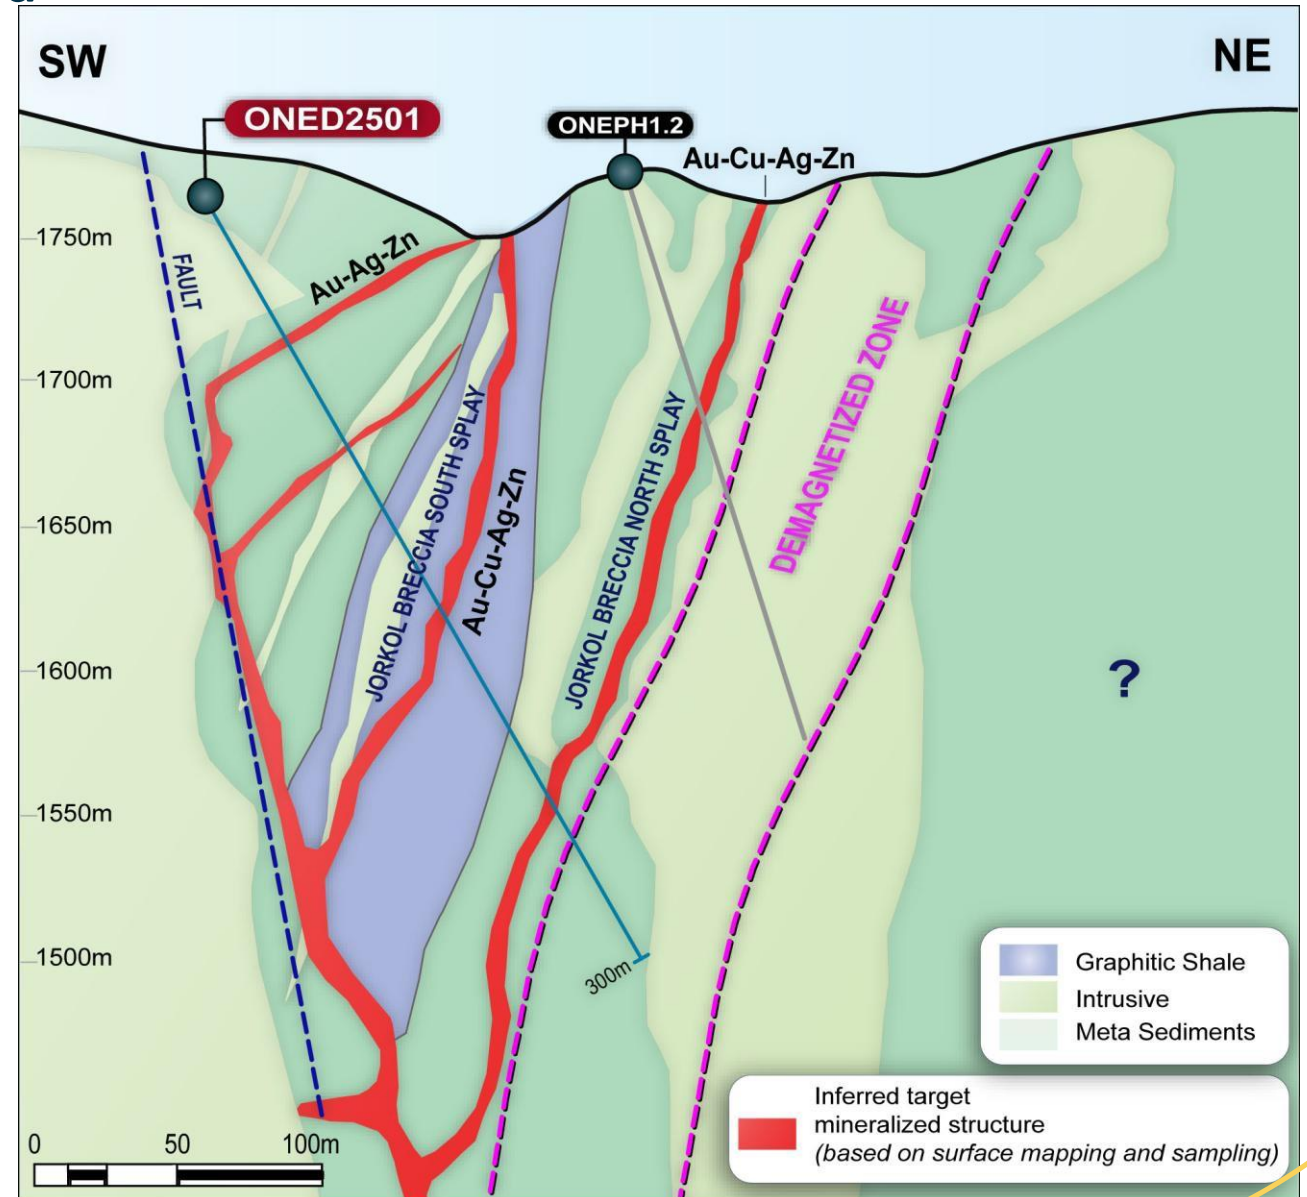 SW
NE
ONED2501
ONEPH1.2
Au-Cu-Ag-Zn
1750m
FAULT
Au-Ag-Zn
1700m
DEMAGNETIZED ZONE
JORKOL BRECCIA SOUTH SPLAY
JORKOL BRECCIA NORTH SPLAY
Au-Cu-Ag-Zn
1650m
1600m
?
1550m
1500m
300m
Graphitic Shale
Intrusive
Meta Sediments
Inferred target
mineralized structure
(based on surface mapping and sampling)
0 50 100m